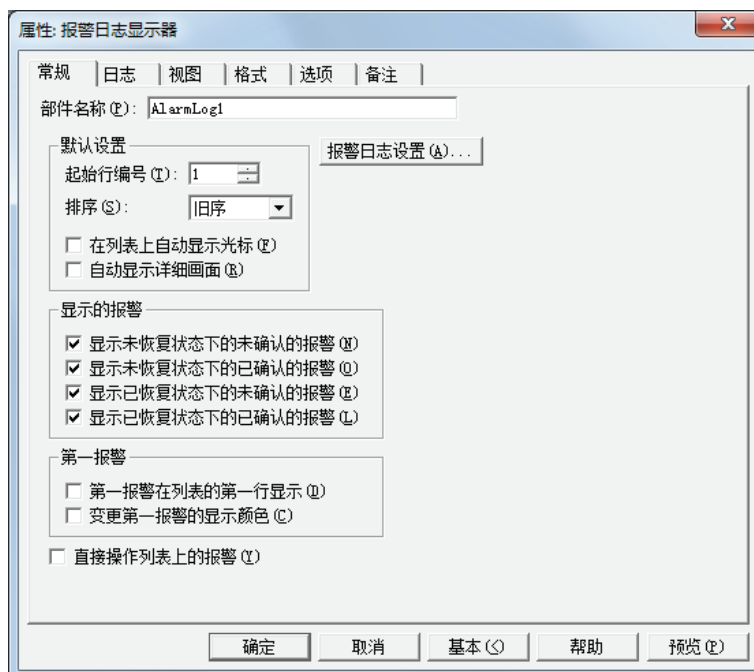 属性: 报警日志显示器
常规 日志 视图 格式 选项 备注
部件名称(P): AlarmLog1
默认设置
报警日志设置(A)...
起始行编号(T): 1
排序(S): 旧序
在列表上自动显示光标(F)
自动显示详细画面(R)
显示的报警
显示未恢复状态下的未确认的报警(N)
显示未恢复状态下的已确认的报警(O)
显示已恢复状态下的未确认的报警(E)
显示已恢复状态下的已确认的报警(L)
第一报警
第一报警在列表的第一行显示(D)
变更第一报警的显示颜色(C)
直接操作列表上的报警(Y)
确定 取消 基本(<) 帮助 预览(P)